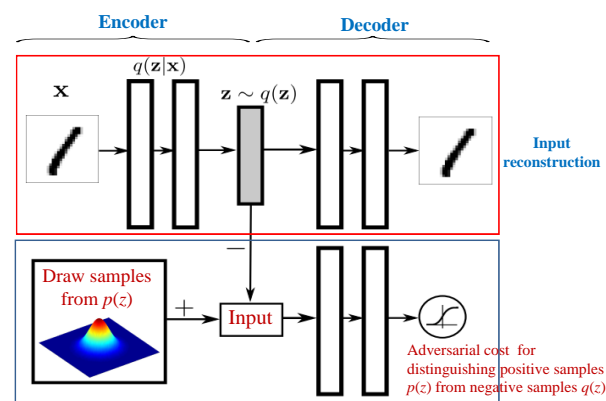 Encoder
Decoder
q(z|x)
x
z ∼ q(z)
Input
reconstruction
−
Draw samples
from p(z)
+
Input
Adversarial cost for
distinguishing positive samples
p(z) from negative samples q(z)